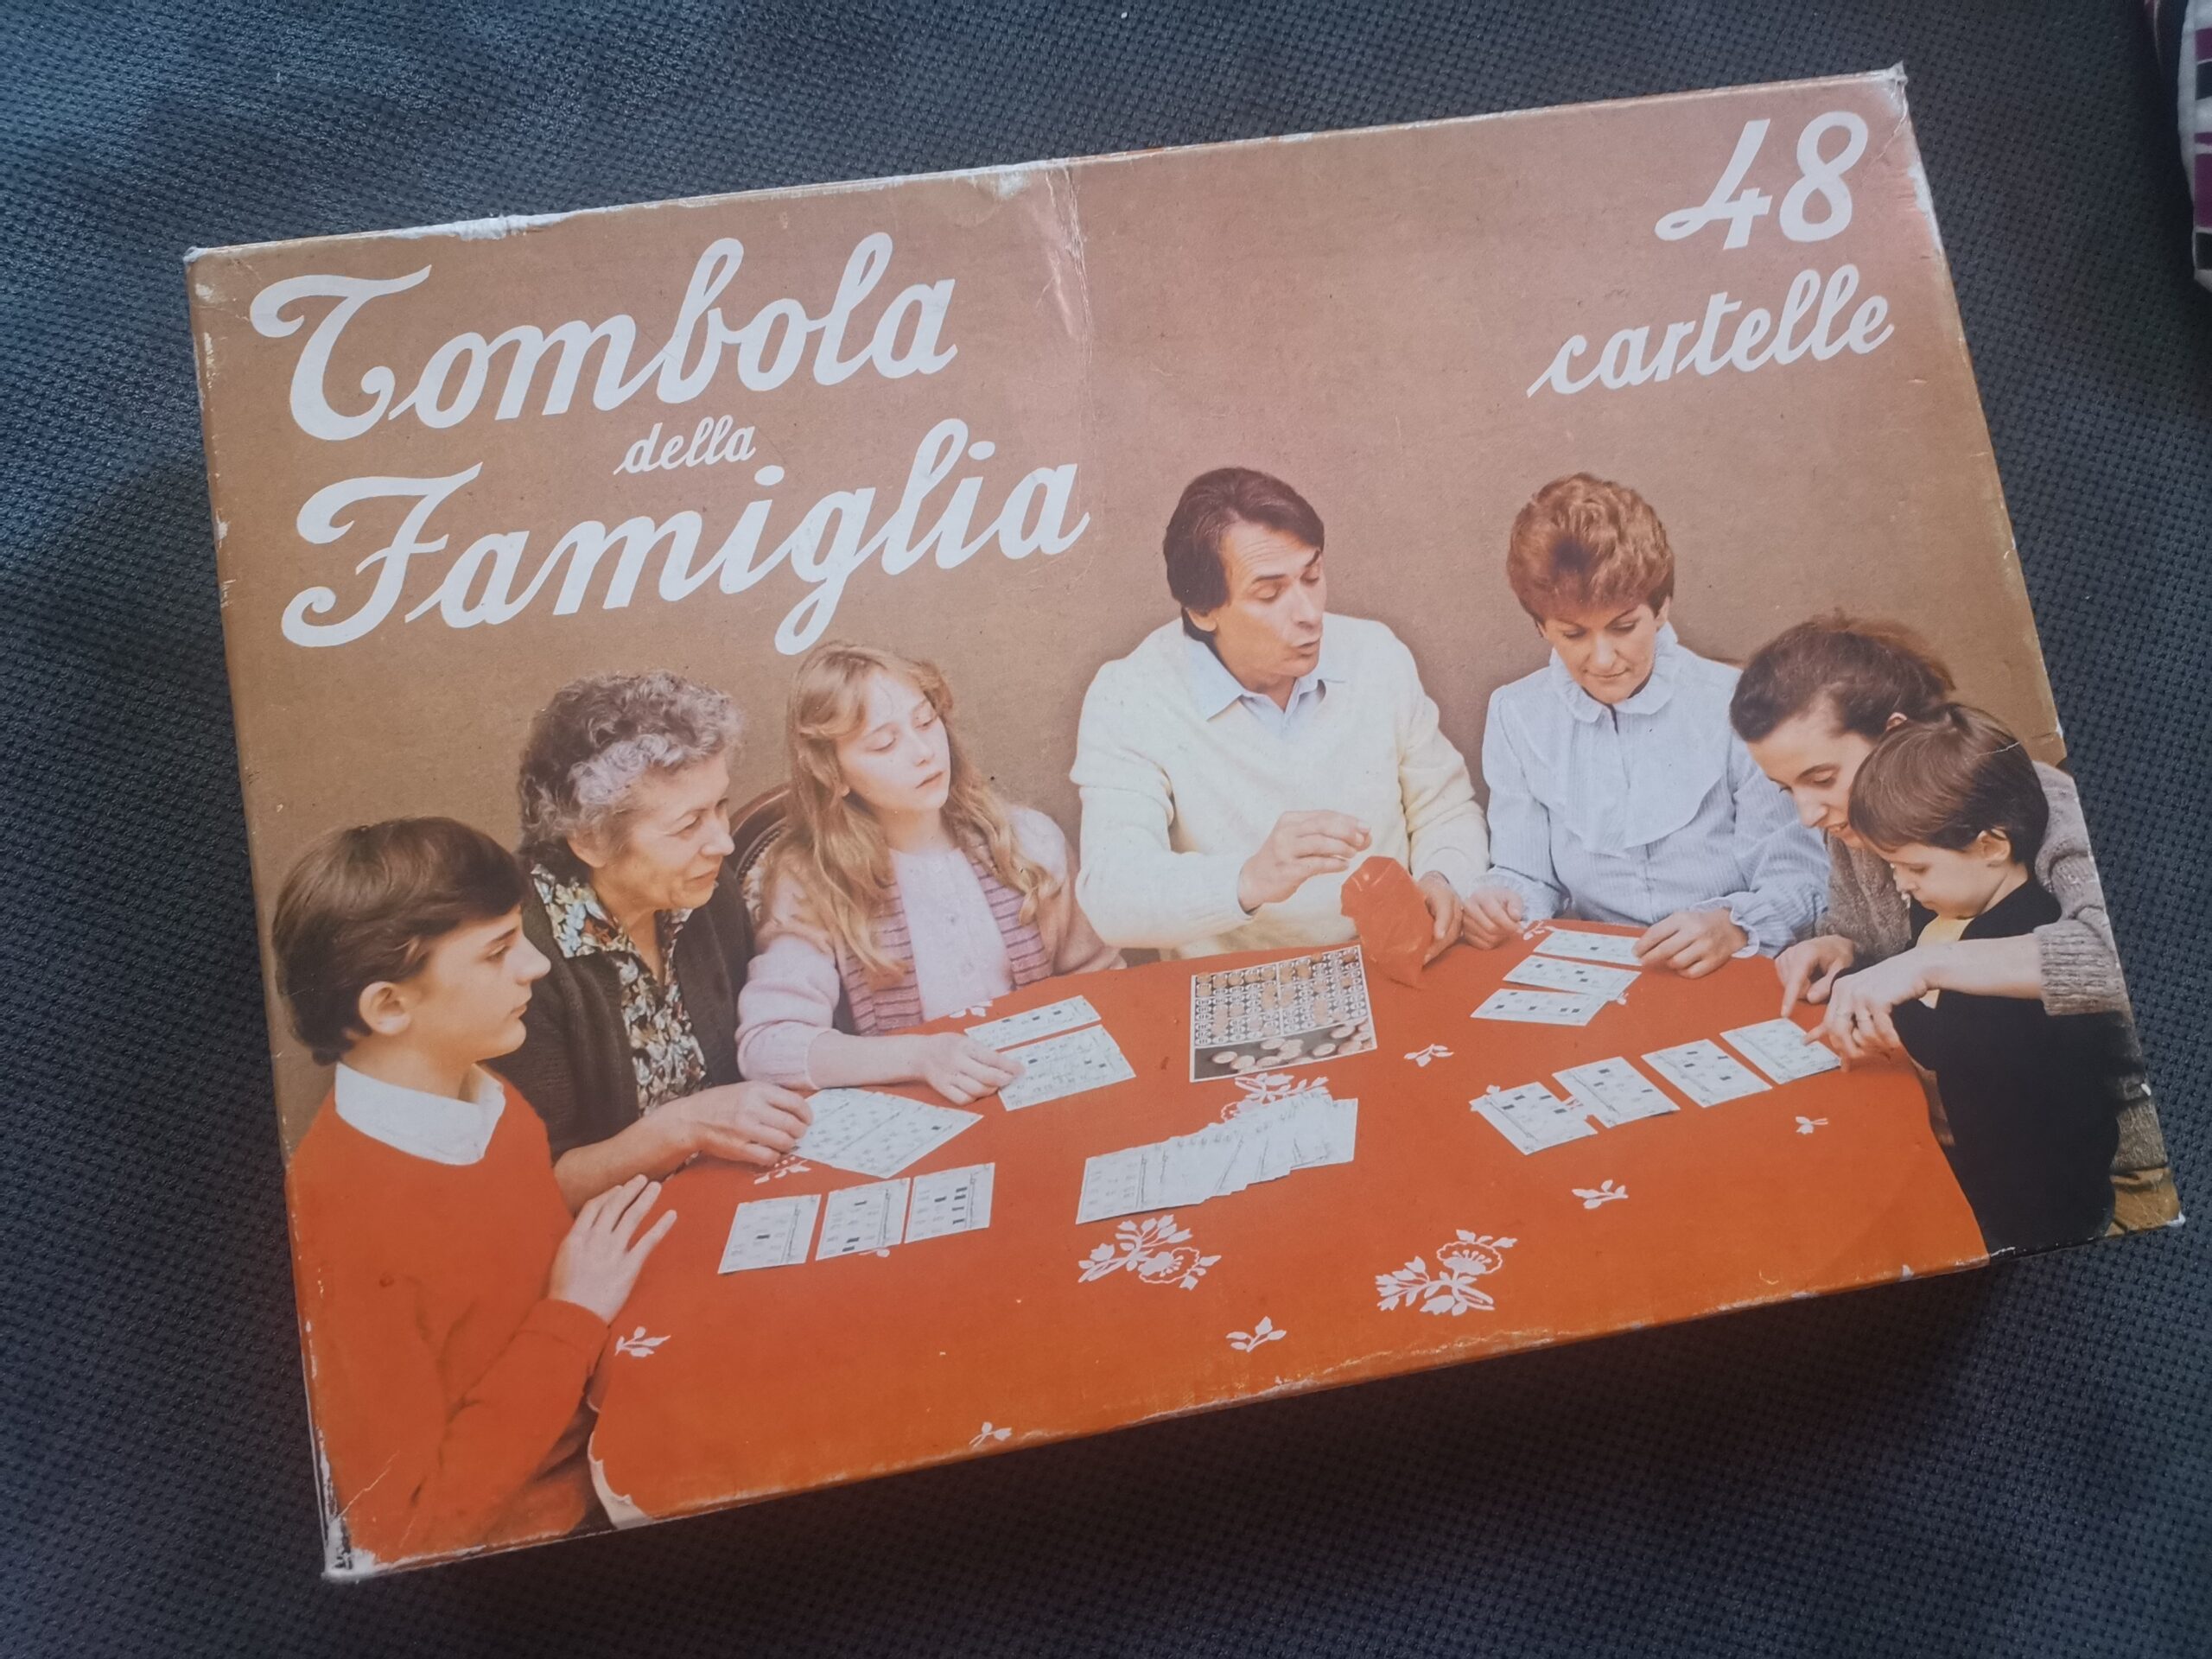 Tombola
della
Famiglia
48
cartelle